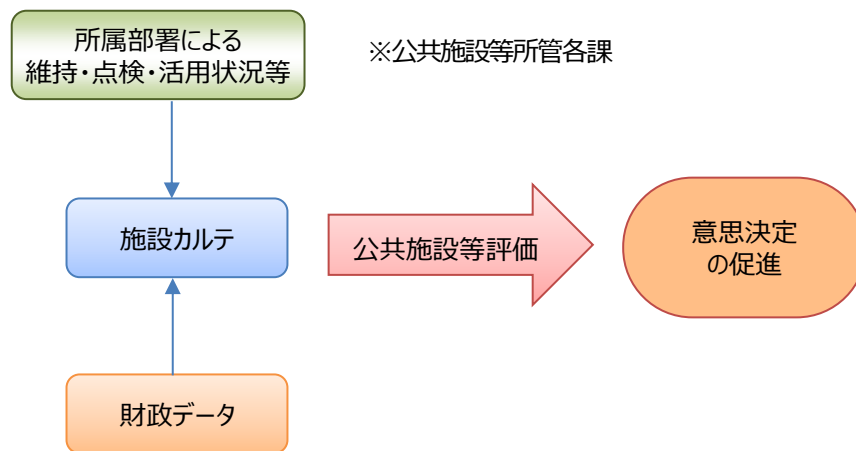 所属部署による
維持・点検・活用状況等
※公共施設等所管各課
施設カルテ
公共施設等評価
意思決定
の促進
財政データ